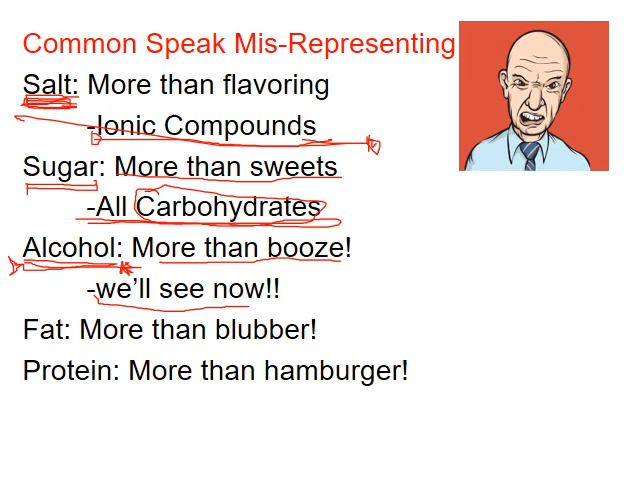 Common Speak Mis-Representing
Salt: More than flavoring
-Ionic Compounds
Sugar: More than sweets
-All Carbohydrates
Alcohol: More than booze!
-we’ll see now!!
Fat: More than blubber!
Protein: More than hamburger!